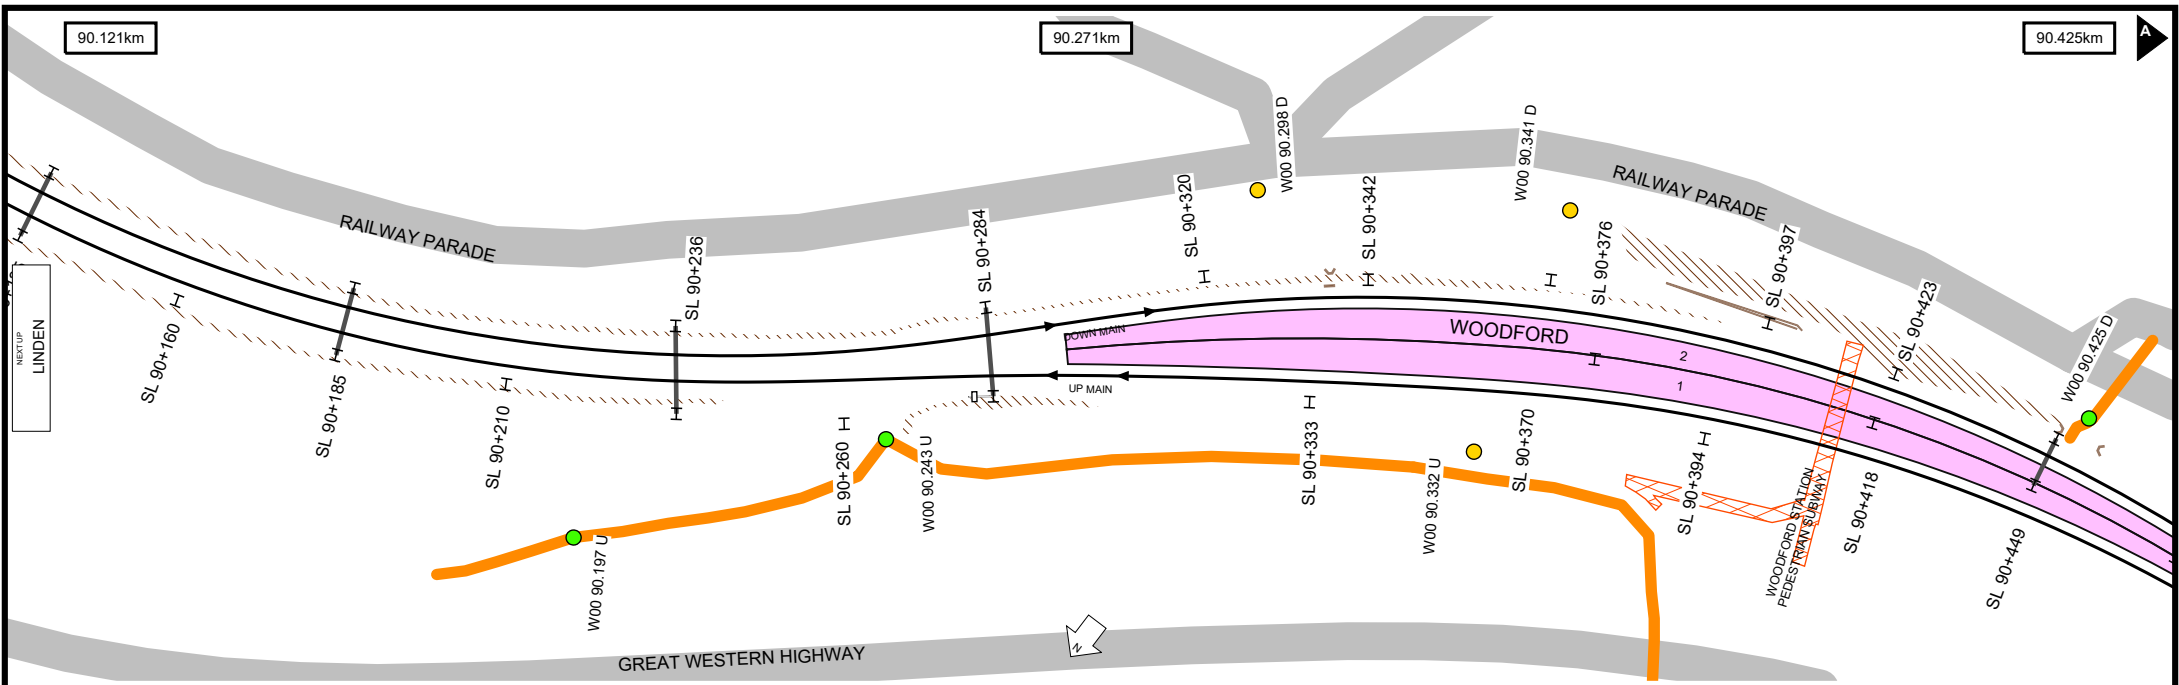 90.121km
90.271km
90.425km
A
W00 90.298 D
W00 90.341 D
RAILWAY PARADE
RAILWAY PARADE
SL 90+236
SL 90+284
SL 90+320
SL 90+342
SL 90+376
SL 90+397
SL 90+423
W00 90.425 D
NEXT UP
LINDEN
DOWN MAIN
WOODFORD
2
1
UP MAIN
SL 90+160
SL 90+185
SL 90+210
SL 90+260
W00 90.243 U
SL 90+333
W00 90.332 U
SL 90+370
SL 90+394
WOODFORD STATION
PEDESTRIAN SUBWAY
SL 90+418
SL 90+449
W00 90.197 U
N
GREAT WESTERN HIGHWAY